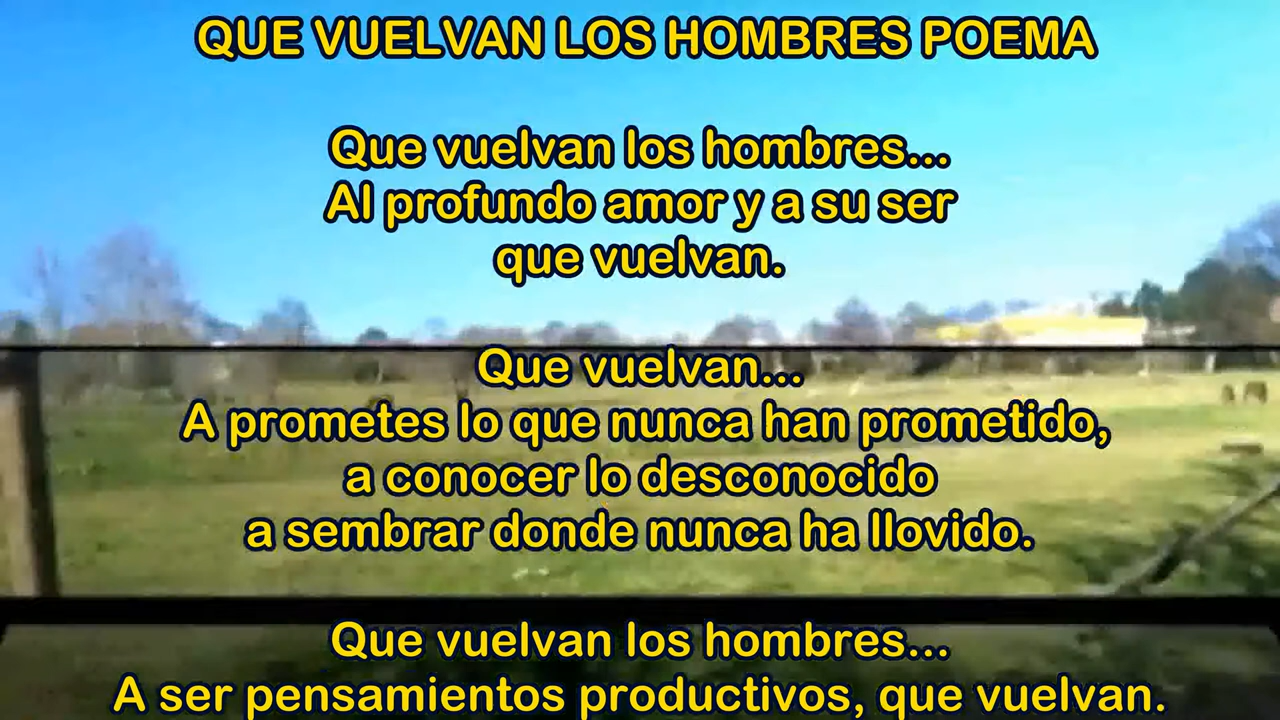 QUE VUELVAN LOS HOMBRES POEMA
Que vuelvan los hombres...
Al profundo amor y a su ser
que vuelvan.
Que vuelvan...
A prometes lo que nunca han prometido,
a conocer lo desconocido
a sembrar donde nunca ha llovido.
Que vuelvan los hombres...
A ser pensamientos productivos, que vuelvan.